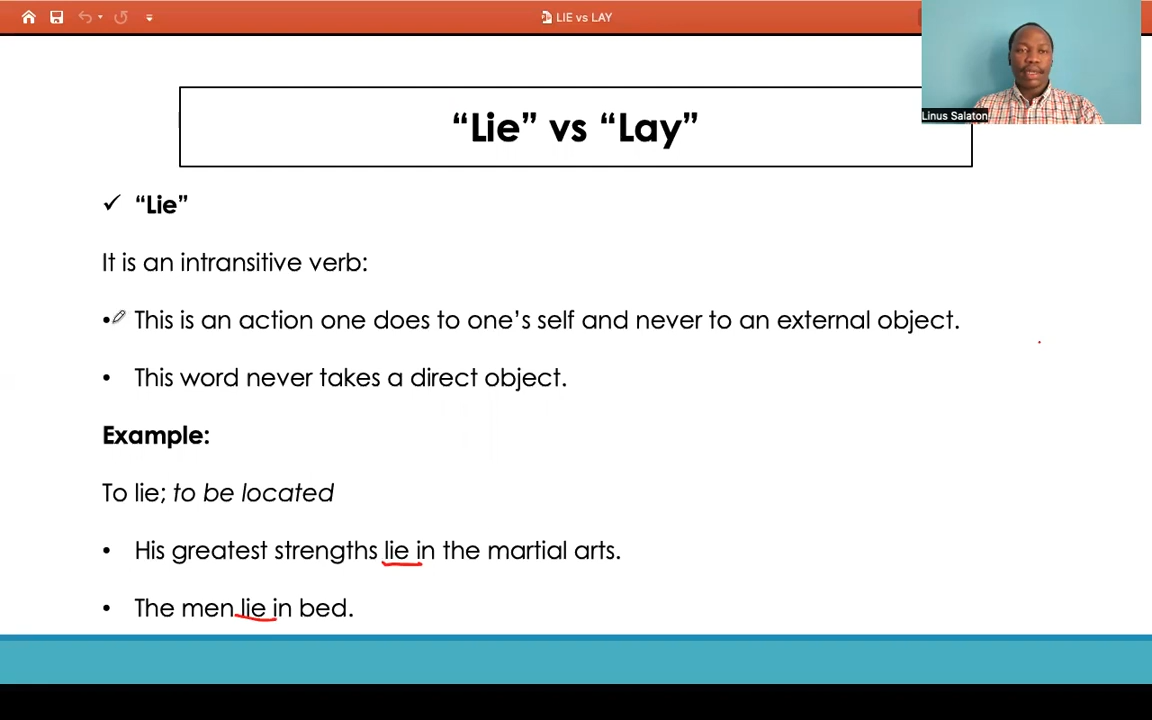 LIE vs LAY
Linus Salaton
“Lie” vs “Lay”
“Lie”
It is an intransitive verb:
• This is an action one does to one’s self and never to an external object.
• This word never takes a direct object.
Example:
To lie; to be located
• His greatest strengths lie in the martial arts.
• The men lie in bed.